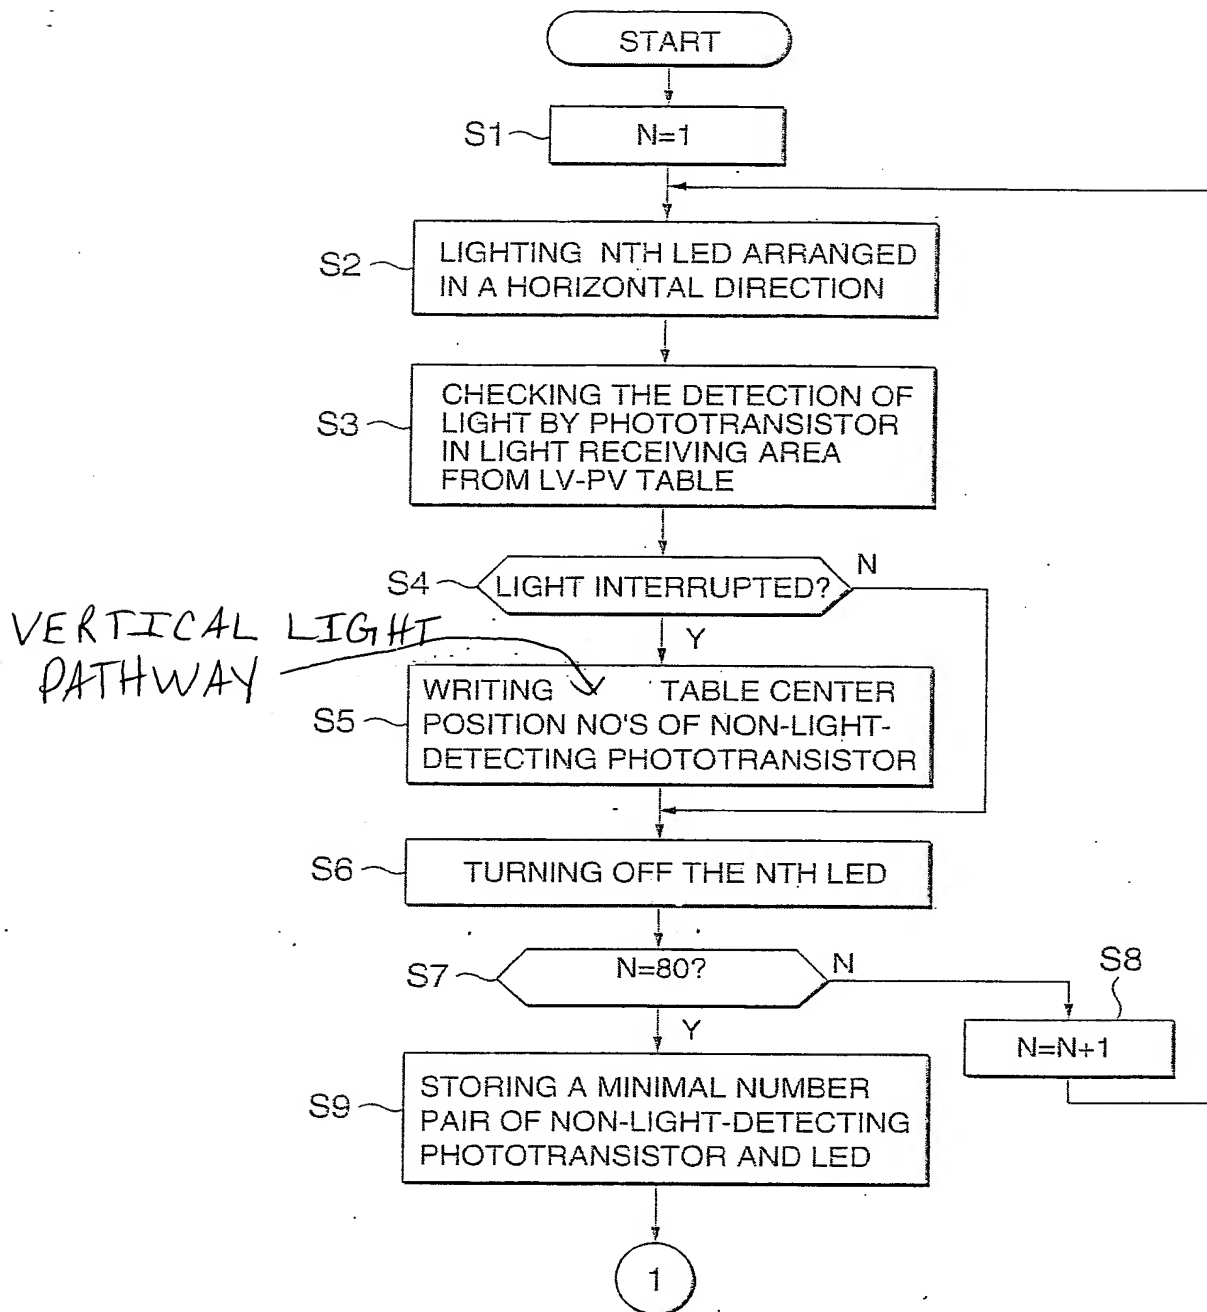 START
S1
N=1
S2
LIGHTING NTH LED ARRANGED
IN A HORIZONTAL DIRECTION
S3
CHECKING THE DETECTION OF
LIGHT BY PHOTOTRANSISTOR
IN LIGHT RECEIVING AREA
FROM LV-PV TABLE
S4
LIGHT INTERRUPTED?
N
Y
VERTICAL LIGHT
PATHWAY
S5
WRITING TABLE CENTER
POSITION NO'S OF NON-LIGHT-
DETECTING PHOTOTRANSISTOR
S6
TURNING OFF THE NTH LED
S7
N=80?
N
Y
S8
N=N+1
S9
STORING A MINIMAL NUMBER
PAIR OF NON-LIGHT-DETECTING
PHOTOTRANSISTOR AND LED
1